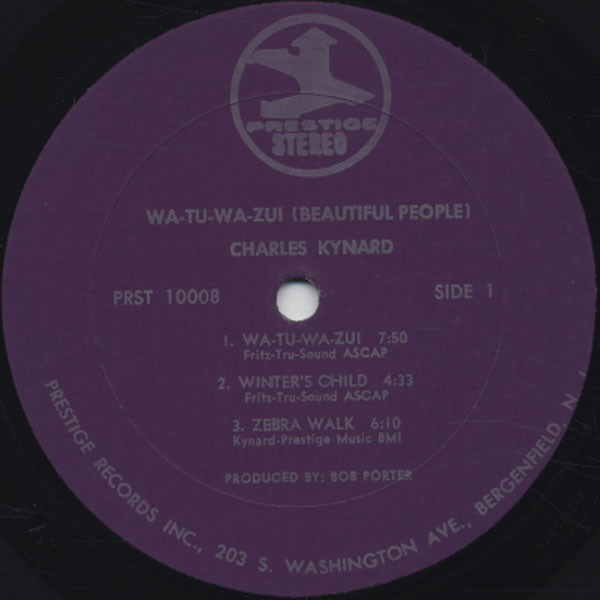 PRESTIGE
STEREO
WA-TU-WA-ZUI (BEAUTIFUL PEOPLE)
CHARLES KYNARD
PRST 10008
SIDE 1
1. WA-TU-WA-ZUI 7:50
Fritz-Tru-Sound ASCAP
2. WINTER'S CHILD 4:33
Fritz-Tru-Sound ASCAP
3. ZEBRA WALK 6:10
Kynard-Prestige Music BMI
PRODUCED BY: BOB PORTER
PRESTIGE RECORDS INC., 203 S. WASHINGTON AVE., BERGENFIELD, N. J.